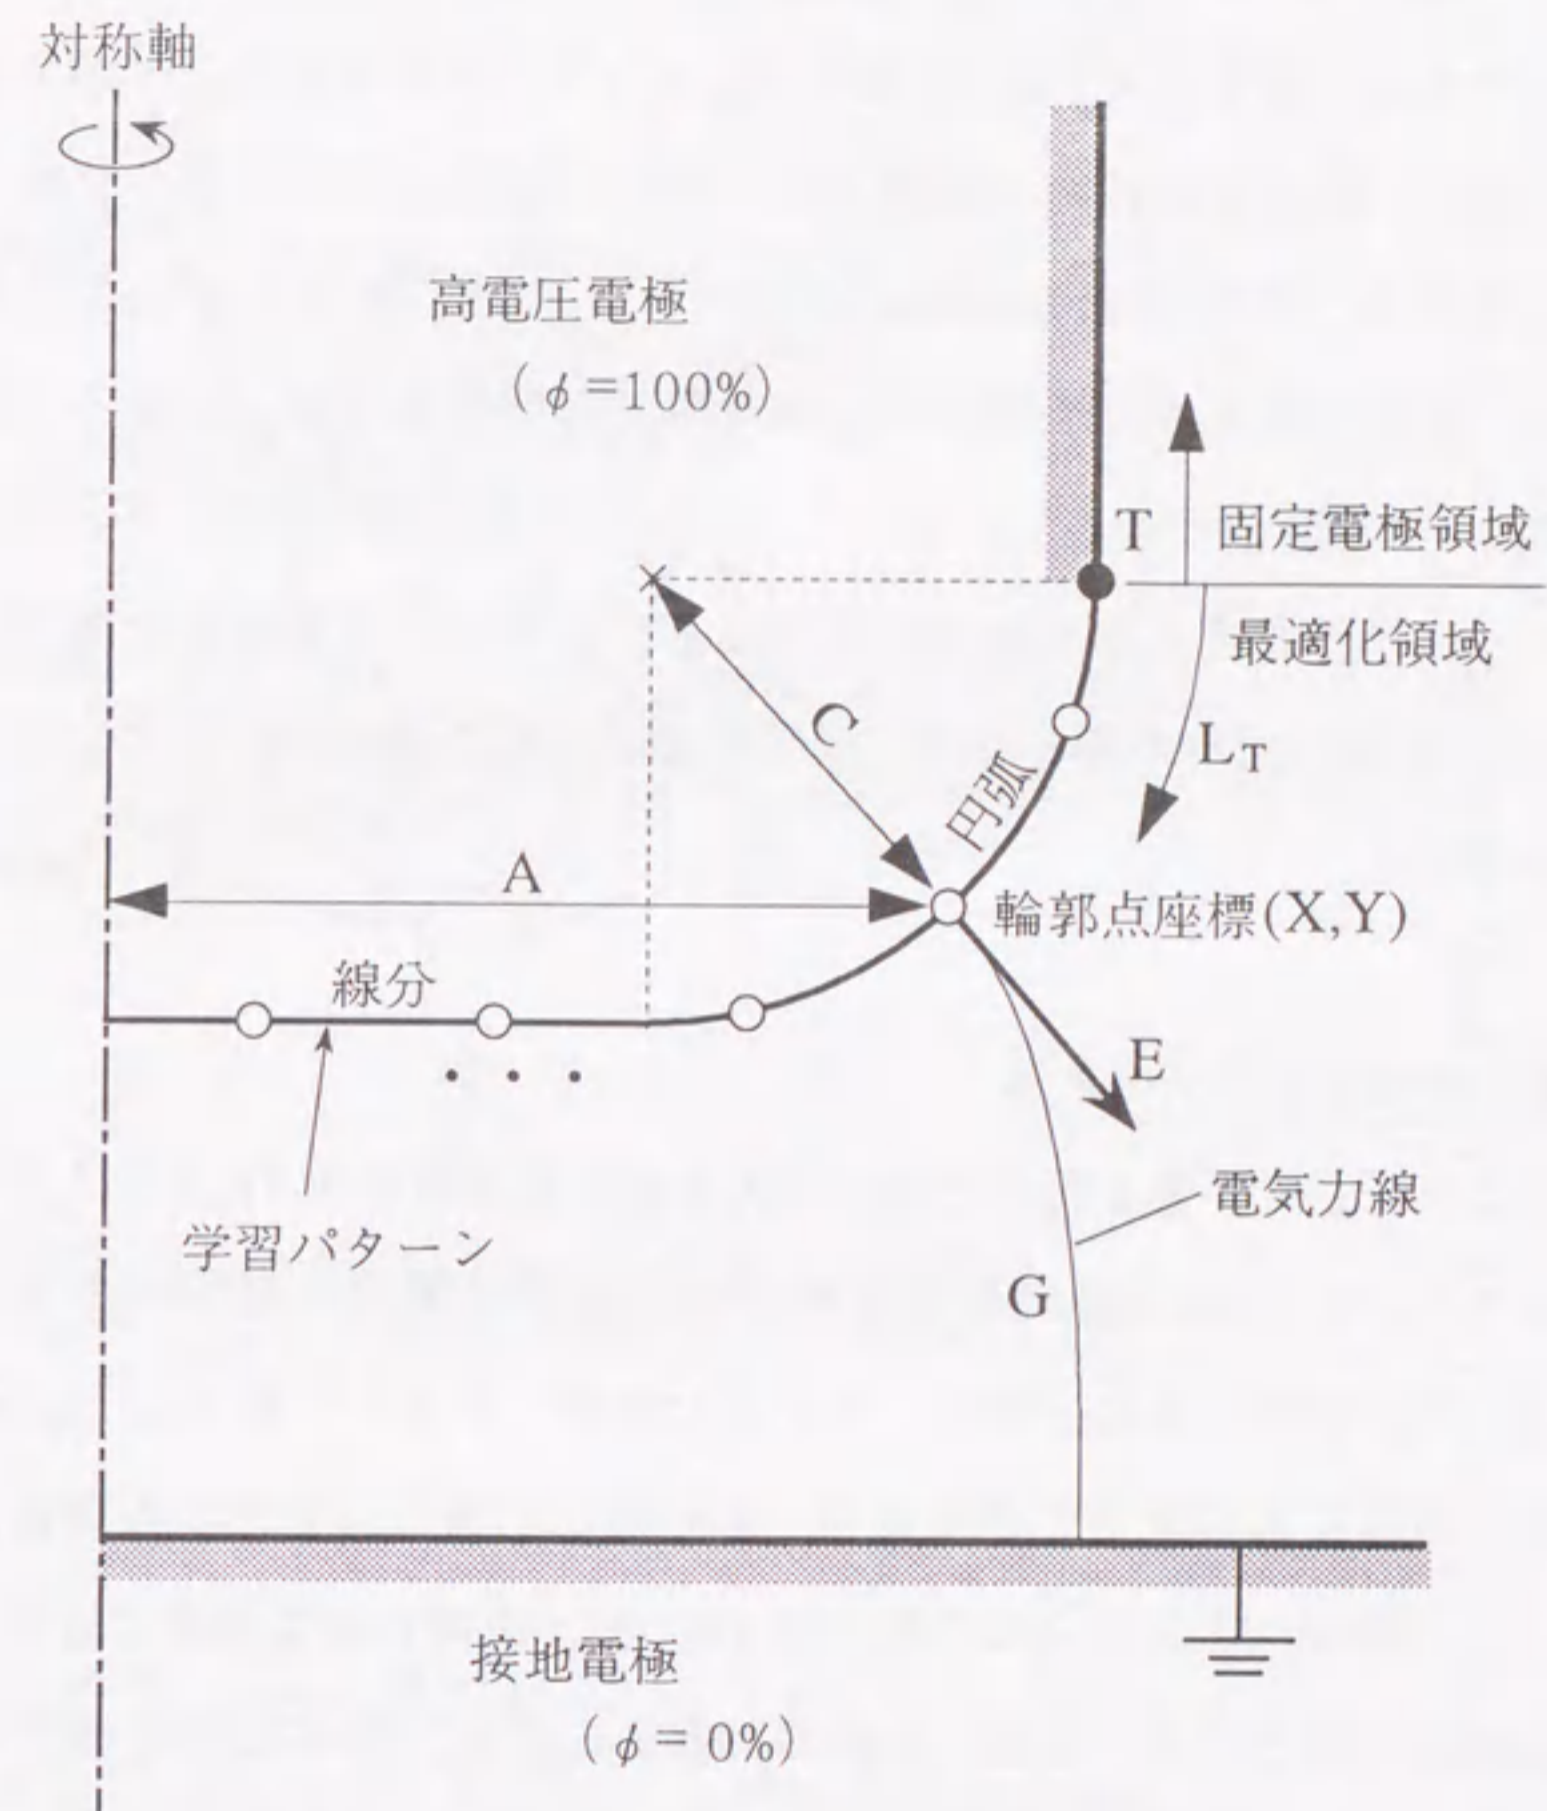 対称軸
高電圧電極
(φ=100%)
T
固定電極領域
最適化領域
C
L_T
円弧
A
輪郭点座標(X,Y)
線分
E
電気力線
学習パターン
G
接地電極
(φ= 0%)